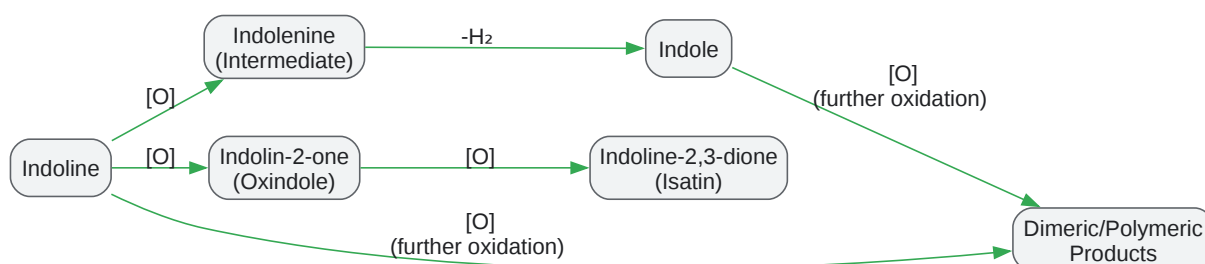 Indolenine
(Intermediate)
-H₂
Indole
[O]
(further oxidation)
[O]
Indoline
[O]
Indolin-2-one
(Oxindole)
[O]
Indoline-2,3-dione
(Isatin)
[O]
(further oxidation)
Dimeric/Polymeric
Products